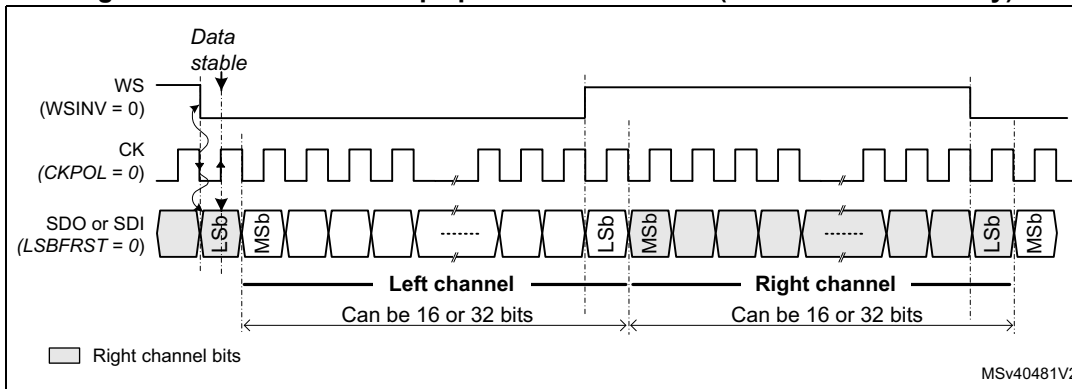 Data
stable
WS
(WSINV = 0)
CK
(CKPOL = 0)
SDO or SDI
(LSBFRST = 0)
LSb
MSb
LSb
MSb
LSb
MSb
Left channel
Right channel
Can be 16 or 32 bits
Can be 16 or 32 bits
Right channel bits
MSv40481V2